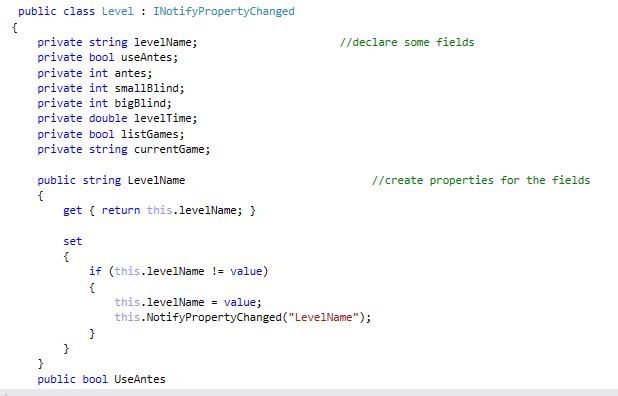 public class Level : INotifyPropertyChanged
{
private string levelName; //declare some fields
private bool useAntes;
private int antes;
private int smallBlind;
private int bigBlind;
private double levelTime;
private bool listGames;
private string currentGame;
public string LevelName //create properties for the fields
{
get { return this.levelName; }
set
{
if (this.levelName != value)
{
this.levelName = value;
this.NotifyPropertyChanged("LevelName");
}
}
}
public bool UseAntes